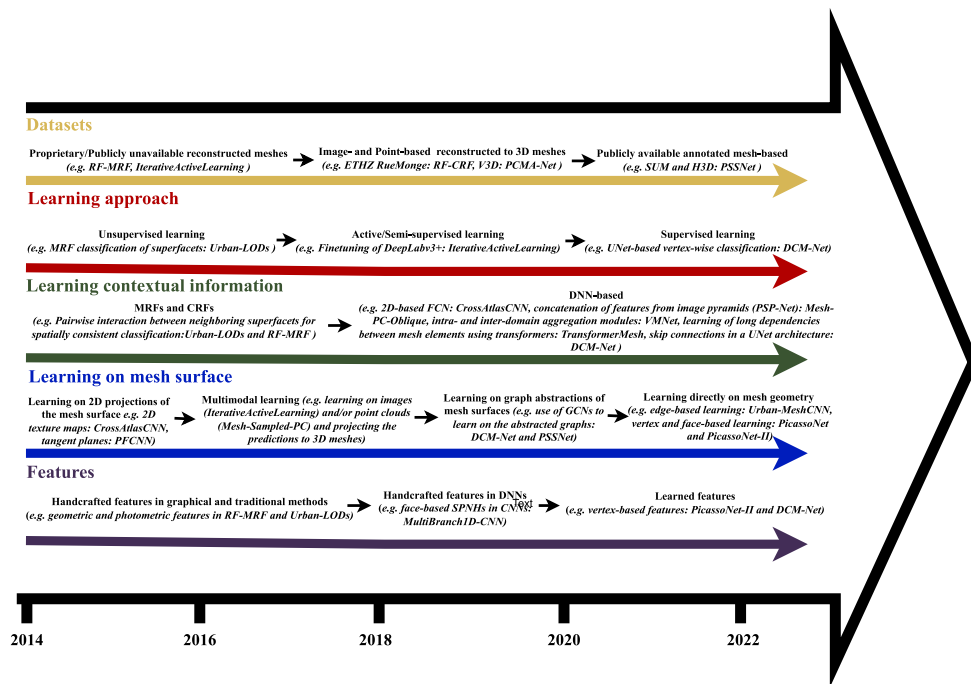 Datasets
Proprietary/Publicly unavailable reconstructed meshes
(e.g. RF-MRF, IterativeActiveLearning )
Image- and Point-based reconstructed to 3D meshes
(e.g. ETHZ RueMonge: RF-CRF, V3D: PCMA-Net )
Publicly available annotated mesh-based
(e.g. SUM and H3D: PSSNet )
Learning approach
Unsupervised learning
(e.g. MRF classification of superfacets: Urban-LODs )
Active/Semi-supervised learning
(e.g. Finetuning of DeepLabv3+: IterativeActiveLearning)
Supervised learning
(e.g. UNet-based vertex-wise classification: DCM-Net)
Learning contextual information
MRFs and CRFs
(e.g. Pairwise interaction between neighboring superfacets for
spatially consistent classification:Urban-LODs and RF-MRF )
DNN-based
(e.g. 2D-based FCN: CrossAtlasCNN, concatenation of features from image pyramids (PSP-Net): Mesh-
PC-Oblique, intra- and inter-domain aggregation modules: VMNet, learning of long dependencies
between mesh elements using transformers: TransformerMesh, skip connections in a UNet architecture:
DCM-Net )
Learning on mesh surface
Learning on 2D projections
of the mesh surface e.g. 2D
texture maps: CrossAtlasCNN,
tangent planes: PFCNN)
Multimodal learning (e.g. learning on images
(IterativeActiveLearning) and/or point clouds
(Mesh-Sampled-PC) and projecting the
predictions to 3D meshes)
Learning on graph abstractions of
mesh surfaces (e.g. use of GCNs to
learn on the abstracted graphs:
DCM-Net and PSSNet)
Learning directly on mesh geometry
(e.g. edge-based learning: Urban-MeshCNN,
vertex and face-based learning: PicassoNet
and PicassoNet-II)
Features
Handcrafted features in graphical and traditional methods
(e.g. geometric and photometric features in RF-MRF and Urban-LODs)
Handcrafted features in DNNs
(e.g. face-based SPNHs in CNNs:
MultiBranch1D-CNN)
Text
Learned features
(e.g. vertex-based features: PicassoNet-II and DCM-Net)
2014
2016
2018
2020
2022